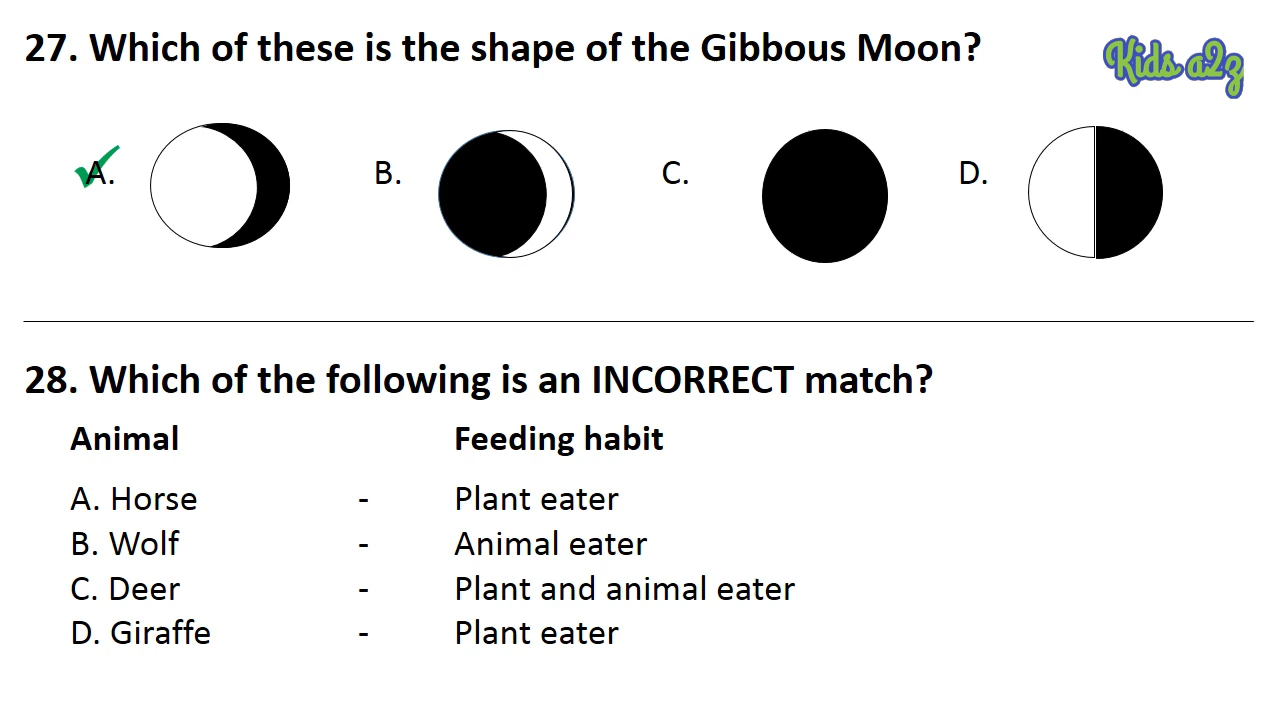 27. Which of these is the shape of the Gibbous Moon?
Kids a2z
A. B. C. D.
28. Which of the following is an INCORRECT match?
Animal Feeding habit
A. Horse - Plant eater
B. Wolf - Animal eater
C. Deer - Plant and animal eater
D. Giraffe - Plant eater